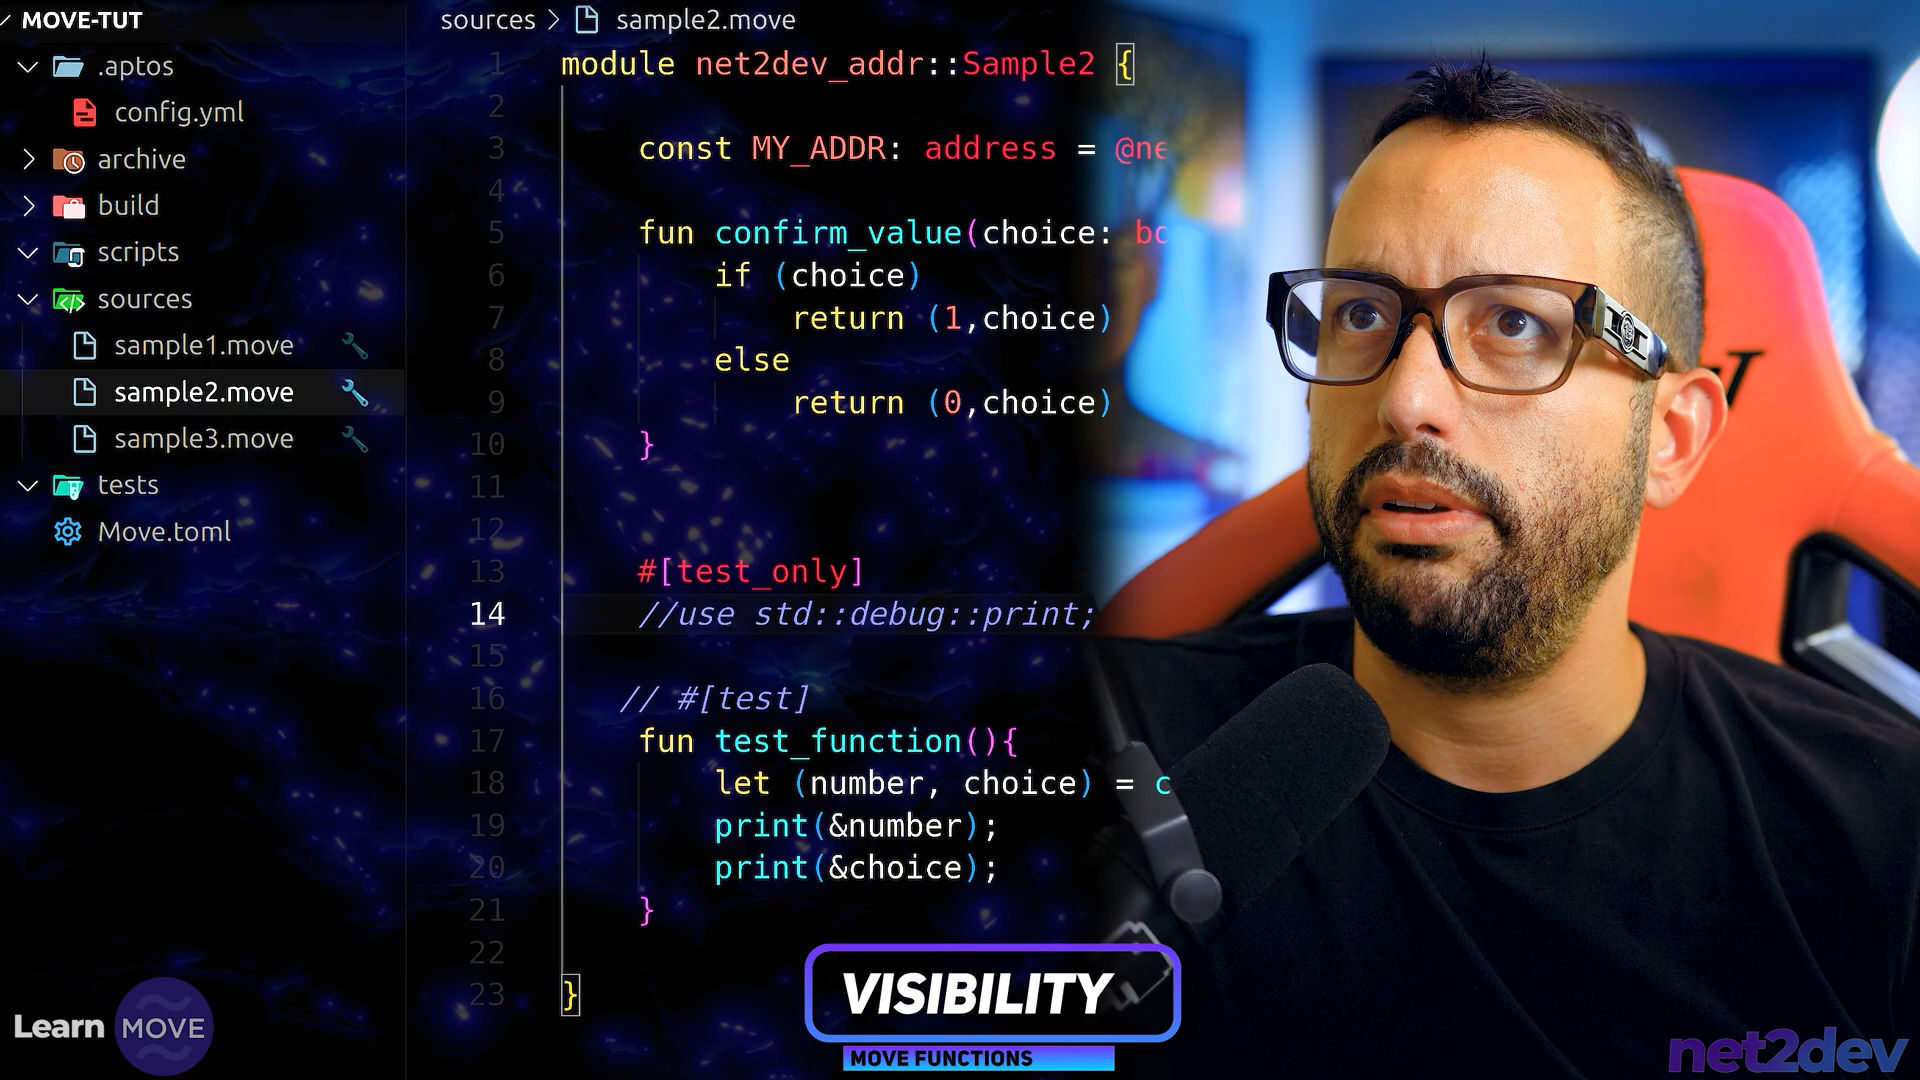 MOVE-TUT
.aptos
config.yml
archive
build
scripts
sources
sample1.move
sample2.move
sample3.move
tests
Move.toml
sources > sample2.move
1 module net2dev_addr::Sample2 {
2
3 const MY_ADDR: address = @ne
4
5 fun confirm_value(choice: bo
6 if (choice)
7 return (1,choice)
8 else
9 return (0,choice)
10 }
11
12
13 #[test_only]
14 //use std::debug::print;
15
16 // #[test]
17 fun test_function(){
18 let (number, choice) = c
19 print(&number);
20 print(&choice);
21 }
22
23 }
Learn MOVE
VISIBILITY
MOVE FUNCTIONS
net2dev